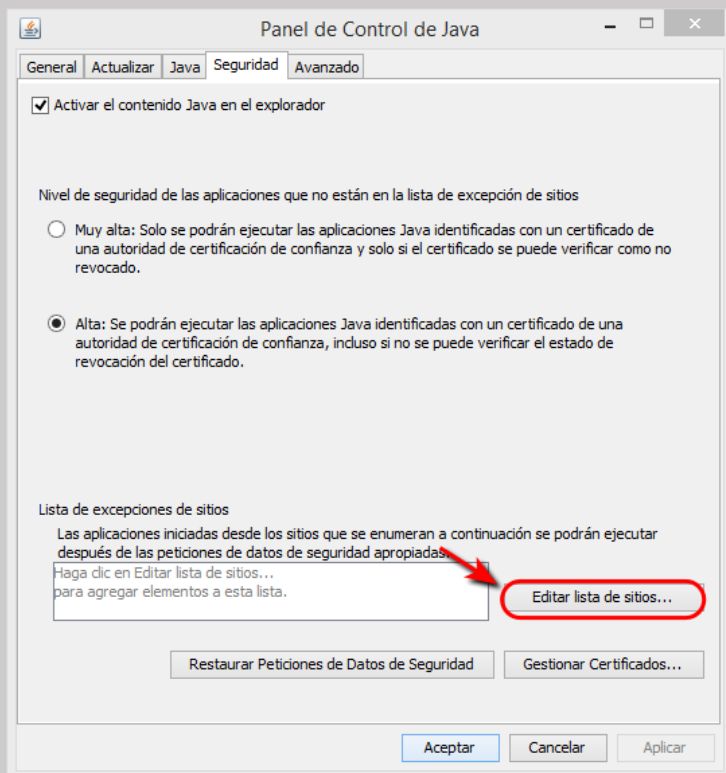 Panel de Control de Java
General Actualizar Java Seguridad Avanzado
Activar el contenido Java en el explorador
Nivel de seguridad de las aplicaciones que no están en la lista de excepción de sitios
Muy alta: Solo se podrán ejecutar las aplicaciones Java identificadas con un certificado de
una autoridad de certificación de confianza y solo si el certificado se puede verificar como no
revocado.
Alta: Se podrán ejecutar las aplicaciones Java identificadas con un certificado de una
autoridad de certificación de confianza, incluso si no se puede verificar el estado de
revocación del certificado.
Lista de excepciones de sitios
Las aplicaciones iniciadas desde los sitios que se enumeran a continuación se podrán ejecutar
después de las peticiones de datos de seguridad apropiadas.
Haga clic en Editar lista de sitios...
para agregar elementos a esta lista.
Editar lista de sitios...
Restaurar Peticiones de Datos de Seguridad Gestionar Certificados...
Aceptar Cancelar Aplicar